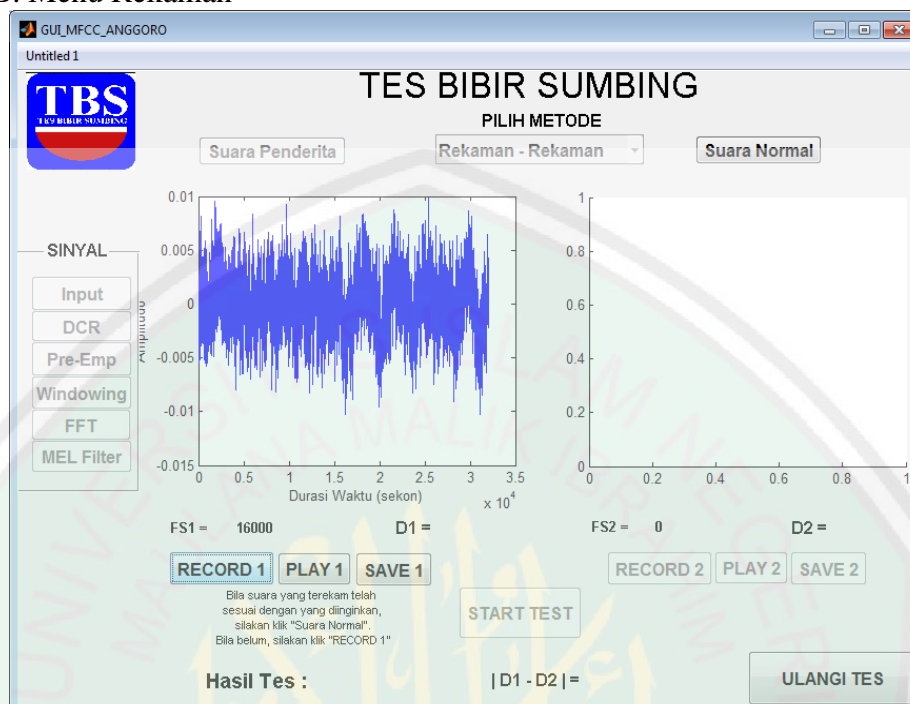 GUI_MFCC_ANGGORO
Untitled 1
TBS
TES BIBIR SUMBING
TES BIBIR SUMBING
PILIH METODE
Suara Penderita
Rekaman - Rekaman
Suara Normal
SINYAL
Input
DCR
Pre-Emp
Windowing
FFT
MEL Filter
0.01
0.005
0
-0.005
-0.01
-0.015
Amplitudo
0 0.5 1 1.5 2 2.5 3 3.5
Durasi Waktu (sekon)
x 10^4
1
0.8
0.6
0.4
0.2
0
0 0.2 0.4 0.6 0.8 1
FS1 = 16000 D1 =
FS2 = 0 D2 =
RECORD 1 PLAY 1 SAVE 1
RECORD 2 PLAY 2 SAVE 2
Bila suara yang terekam telah
sesuai dengan yang diinginkan,
silakan klik "Suara Normal".
Bila belum, silakan klik "RECORD 1"
START TEST
Hasil Tes :
| D1 - D2 | =
ULANGI TES